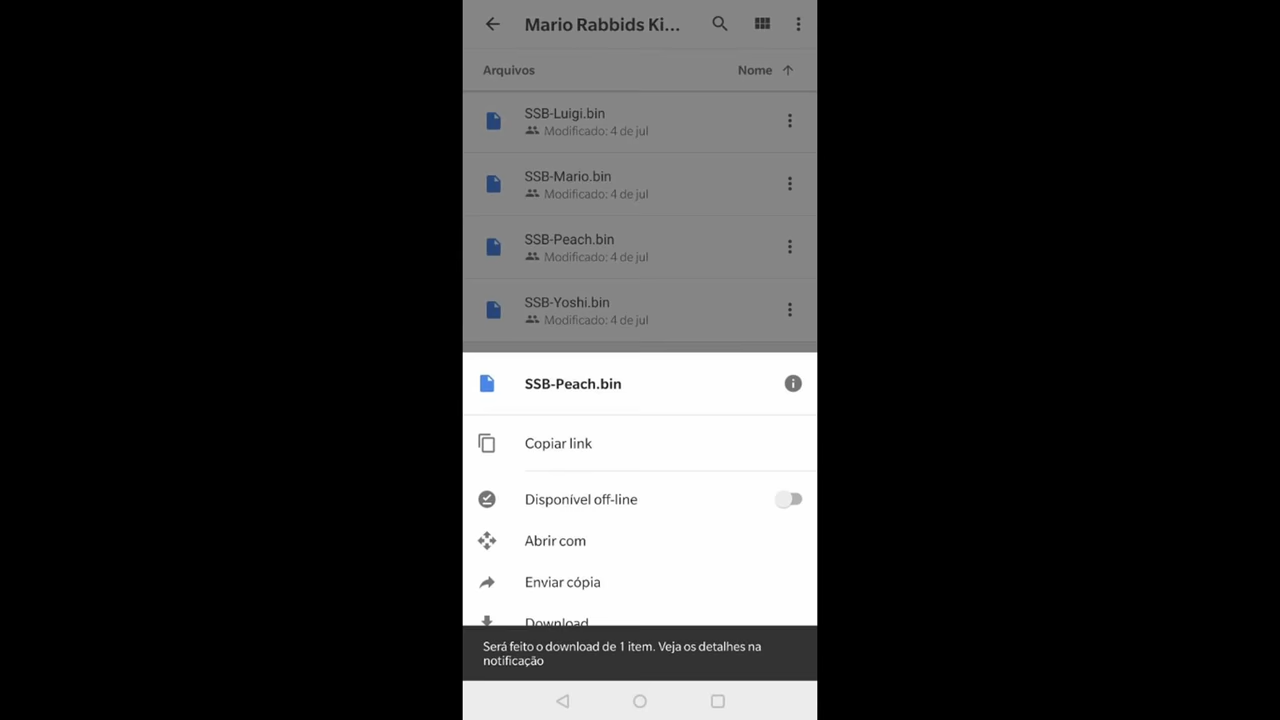 Mario Rabbids Ki...
Arquivos Nome
SSB-Luigi.bin
Modificado: 4 de jul
SSB-Mario.bin
Modificado: 4 de jul
SSB-Peach.bin
Modificado: 4 de jul
SSB-Yoshi.bin
Modificado: 4 de jul
SSB-Peach.bin
Copiar link
Disponível off-line
Abrir com
Enviar cópia
Download
Será feito o download de 1 item. Veja os detalhes na
notificação